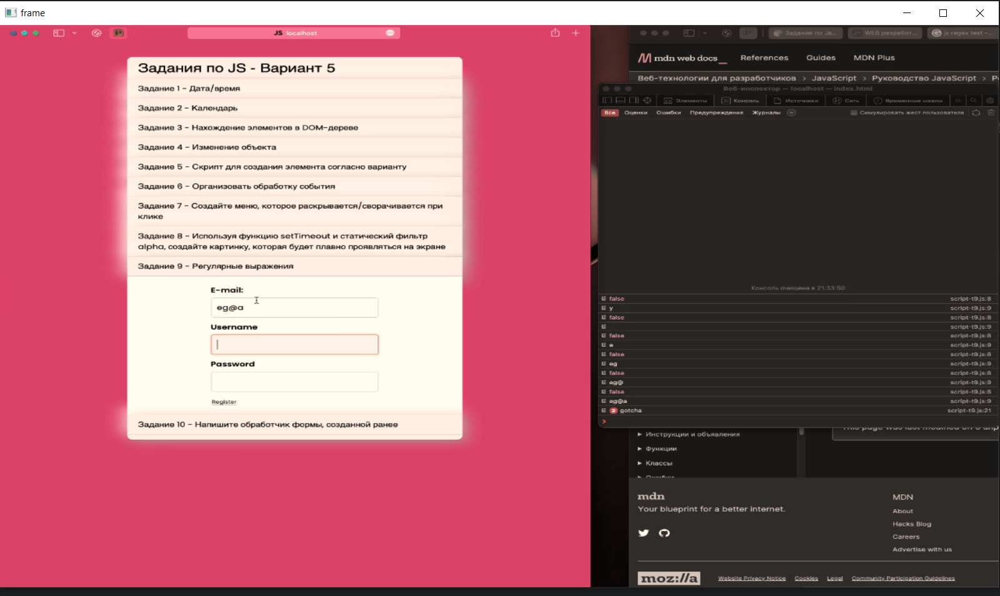 frame
JS localhost
Задания по JS - Вариант 5
Задание 1 - Дата/время
Задание 2 - Календарь
Задание 3 - Нахождение элементов в DOM-дереве
Задание 4 - Изменение объекта
Задание 5 - Скрипт для создания элемента согласно варианту
Задание 6 - Организовать обработку события
Задание 7 - Создайте меню, которое раскрывается/сворачивается при
клике
Задание 8 - Используя функцию setTimeout и статический фильтр
alpha, создайте картинку, которая будет плавно проявляться на экране
Задание 9 - Регулярные выражения
E-mail:
eg@a
Username
Password
Register
Задание 10 - Напишите обработчик формы, созданной ранее
Задания по Ja... WEB разработ... js regex test -...
mdn web docs_ References Guides MDN Plus
Веб-технологии для разработчиков > JavaScript > Руководство JavaScript >
Веб-инспектор — localhost — index.html
Элементы Консоль Источники Сеть Временные шкалы
Все Оценки Ошибки Предупреждения Журналы Симулировать жест пользователя
Консоль очищена в 21:33:50
false script-t9.js:8
y script-t9.js:9
false script-t9.js:8
script-t9.js:9
false script-t9.js:8
e script-t9.js:9
false script-t9.js:8
eg script-t9.js:9
false script-t9.js:8
eg@ script-t9.js:9
false script-t9.js:8
eg@a script-t9.js:9
2 gotcha script-t9.js:21
This page was last modified on
Инструкции и объявления
Функции
Классы
mdn
Your blueprint for a better internet.
MDN
About
Hacks Blog
Careers
Advertise with us
moz://a
Website Privacy Notice Cookies Legal Community Participation Guidelines